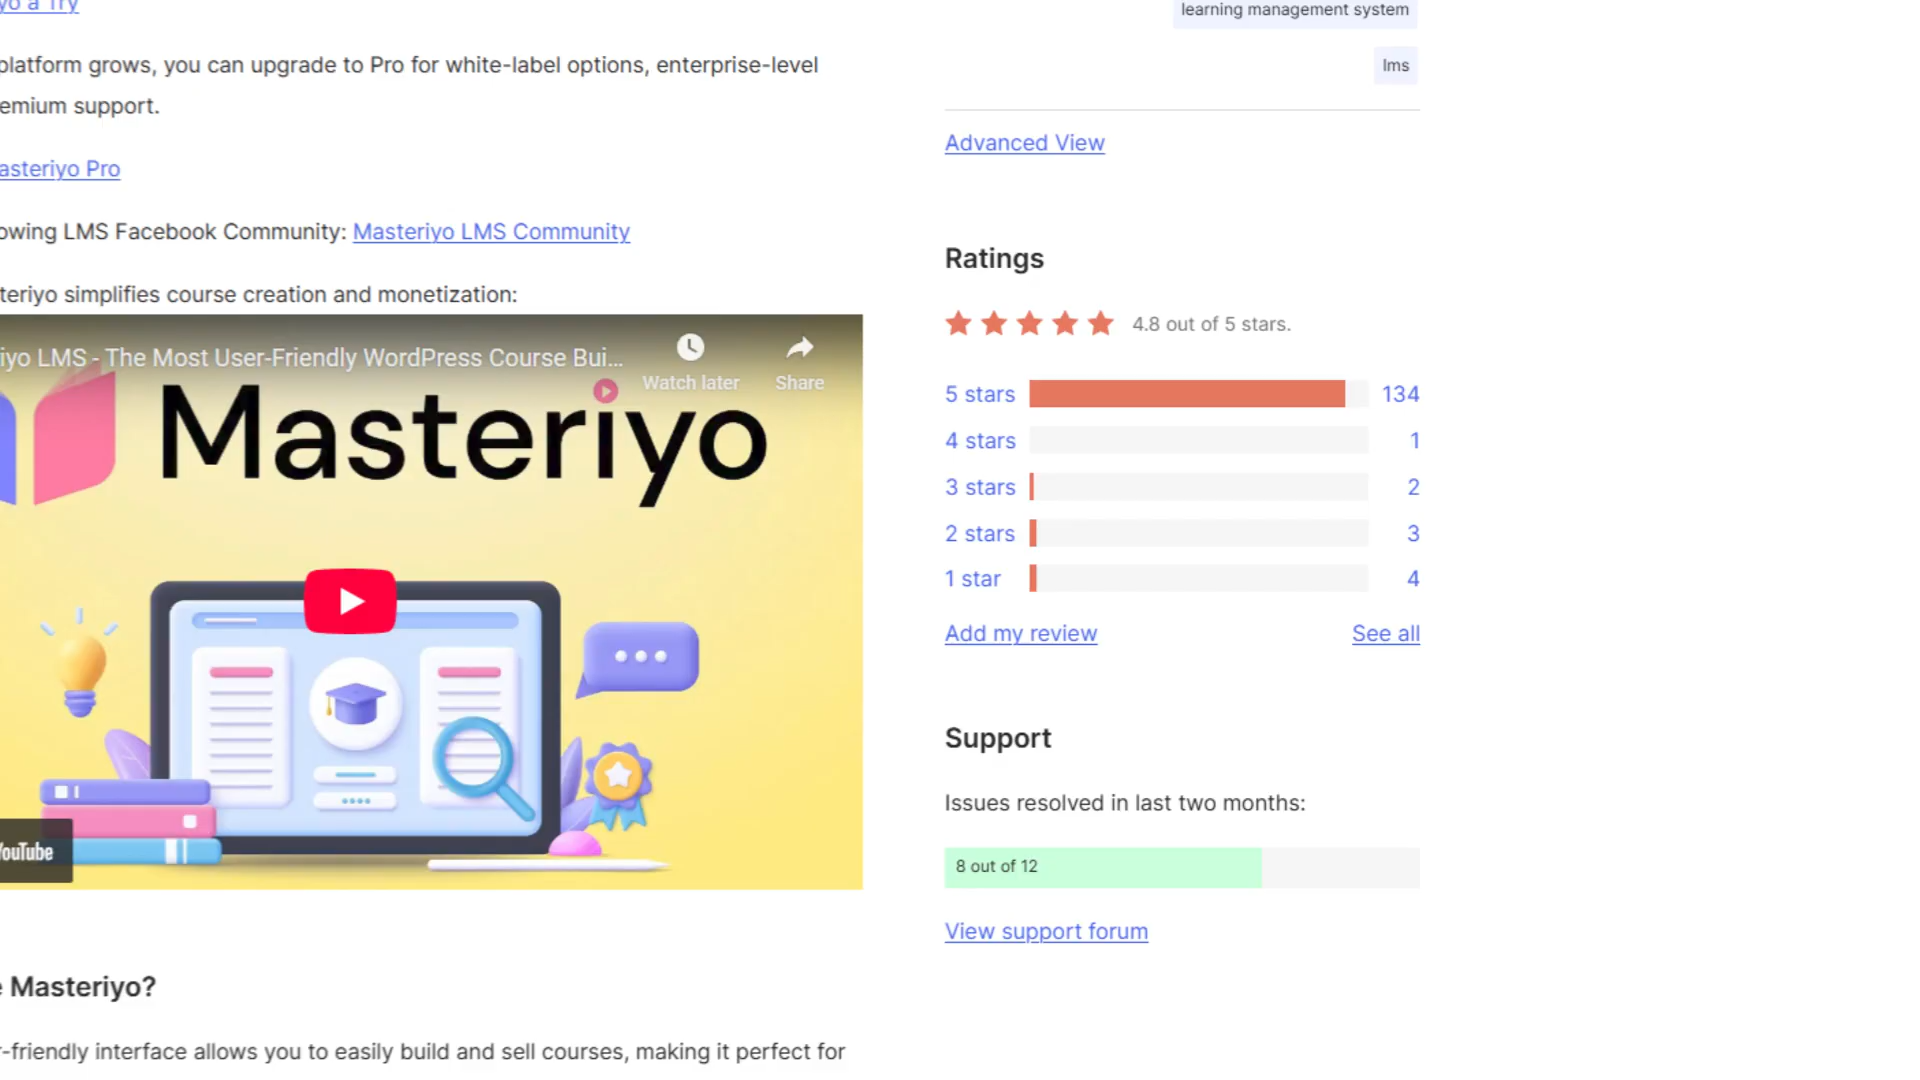 yo a Try
platform grows, you can upgrade to Pro for white-label options, enterprise-level
emium support.
asteriyo Pro
owing LMS Facebook Community: Masteriyo LMS Community
teriyo simplifies course creation and monetization:
iyo LMS - The Most User-Friendly WordPress Course Bui...
Watch later
Share
Masteriyo
YouTube
e Masteriyo?
r-friendly interface allows you to easily build and sell courses, making it perfect for
learning management system
lms
Advanced View
Ratings
4.8 out of 5 stars.
5 stars 134
4 stars 1
3 stars 2
2 stars 3
1 star 4
Add my review See all
Support
Issues resolved in last two months:
8 out of 12
View support forum